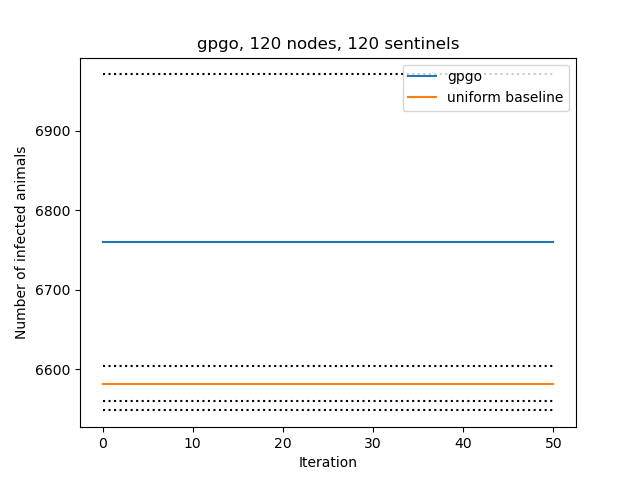 gpgo, 120 nodes, 120 sentinels
gpgo
uniform baseline
Number of infected animals
6900
6800
6700
6600
0 10 20 30 40 50
Iteration